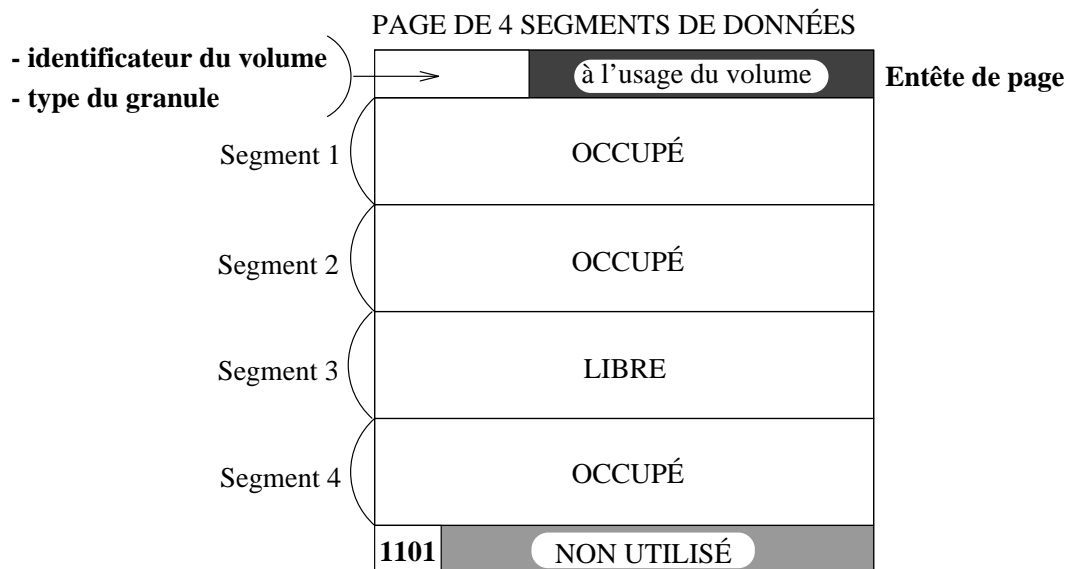 PAGE DE 4 SEGMENTS DE DONNÉES
- identificateur du volume
- type du granule
à l'usage du volume
Entête de page
Segment 1
OCCUPÉ
Segment 2
OCCUPÉ
Segment 3
LIBRE
Segment 4
OCCUPÉ
1101
NON UTILISÉ